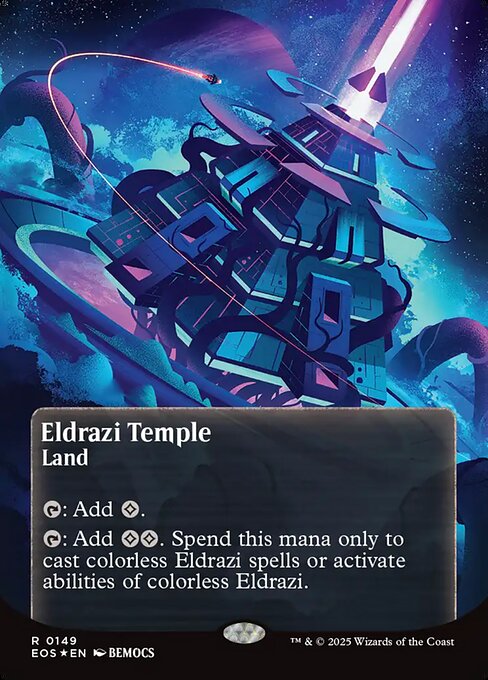 Eldrazi Temple
Land
: Add .
: Add . Spend this mana only to
cast colorless Eldrazi spells or activate
abilities of colorless Eldrazi.
R 0149
EOS★EN BEMOCS
™ & © 2025 Wizards of the Coast